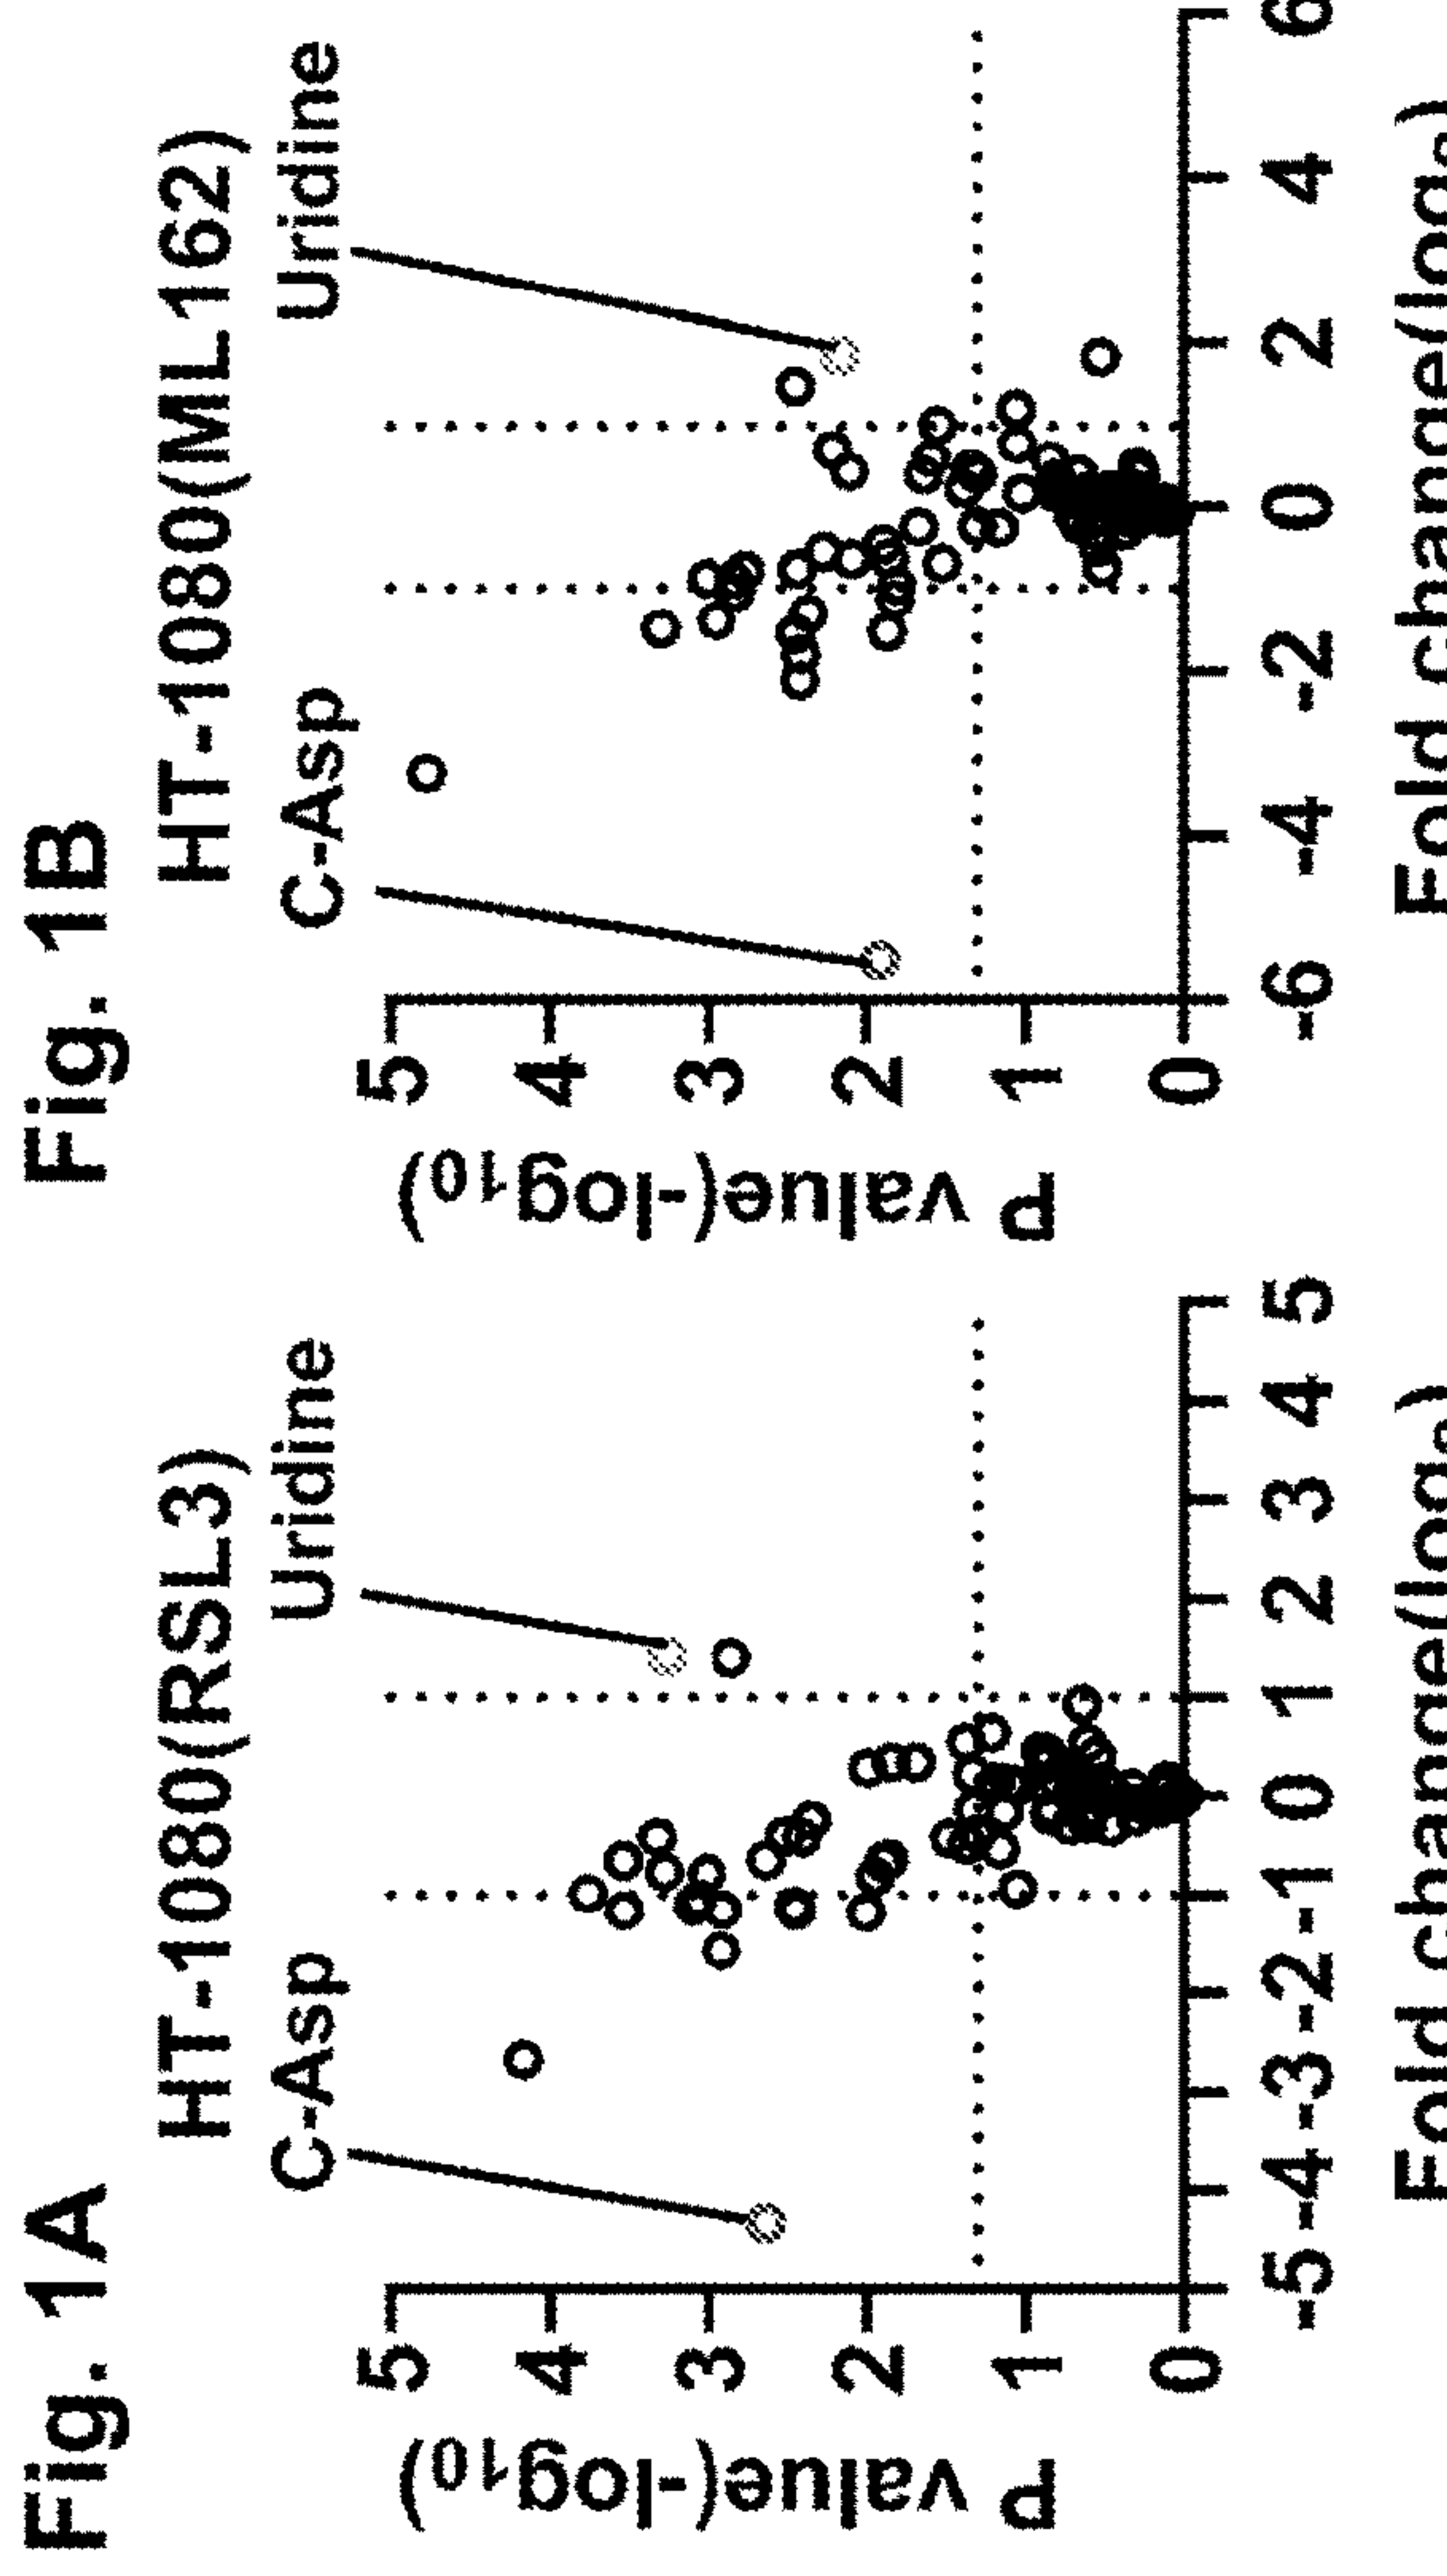 Fig. 1A
HT-1080(RSL3)
C-Asp
Uridine
P value(-log10)
5
4
3
2
1
0
-5 -4 -3 -2 -1 0 1 2 3 4 5
Fold change(log2)
Fig. 1B
HT-1080(ML162)
C-Asp
Uridine
P value(-log10)
5
4
3
2
1
0
-6 -4 -2 0 2 4 6
Fold change(log2)